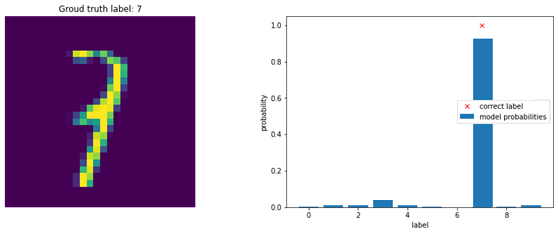 Groud truth label: 7
7
probability
1.0
0.8
0.6
0.4
0.2
0.0
correct label
model probabilities
0 2 4 6 8
label